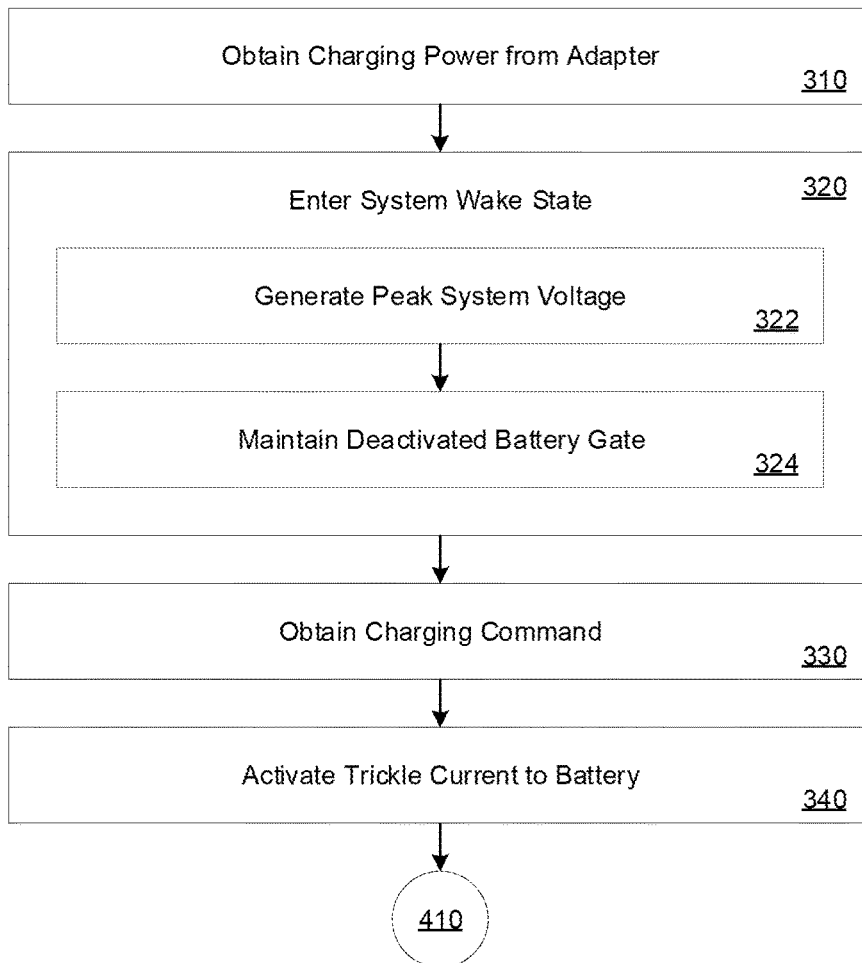 Obtain Charging Power from Adapter
310
320
Enter System Wake State
Generate Peak System Voltage
322
Maintain Deactivated Battery Gate
324
Obtain Charging Command
330
Activate Trickle Current to Battery
340
410